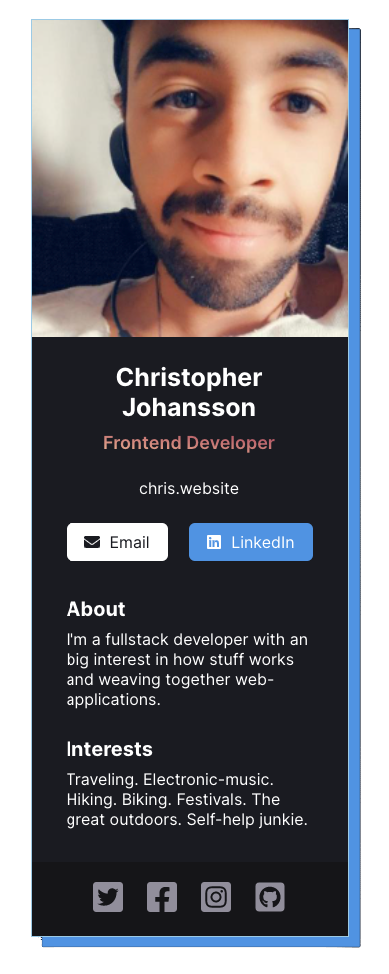 Christopher
Johansson
Frontend Developer
chris.website
Email
LinkedIn
About
I'm a fullstack developer with an
big interest in how stuff works
and weaving together web-
applications.
Interests
Traveling. Electronic-music.
Hiking. Biking. Festivals. The
great outdoors. Self-help junkie.